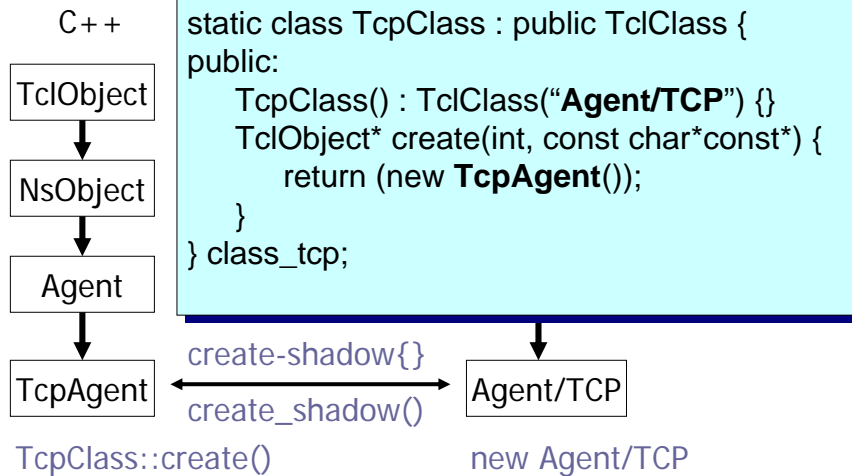 C++
static class TcpClass : public TclClass {
public:
TcpClass() : TclClass(“Agent/TCP”) {}
TclObject* create(int, const char*const*) {
return (new TcpAgent());
}
} class_tcp;
TclObject
NsObject
Agent
TcpAgent
create-shadow{}
create_shadow()
Agent/TCP
TcpClass::create()
new Agent/TCP